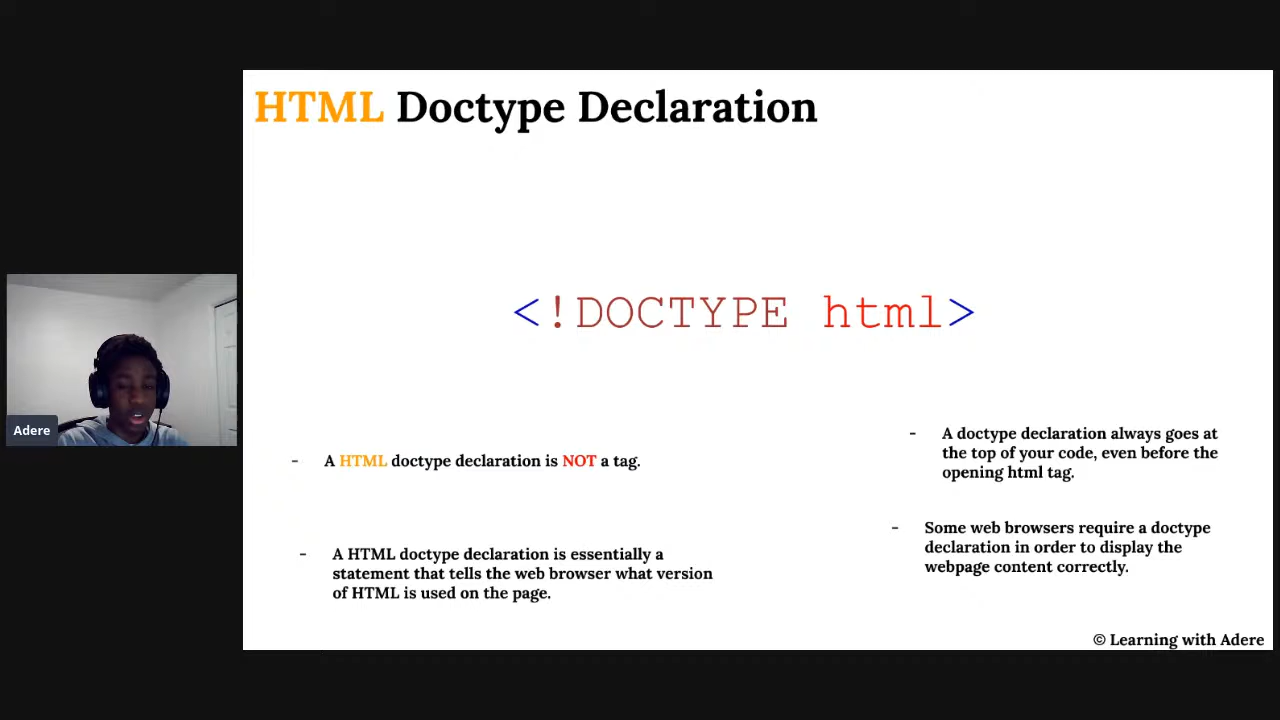 HTML Doctype Declaration
<!DOCTYPE html>
Adere
- A HTML doctype declaration is NOT a tag.
- A HTML doctype declaration is essentially a
statement that tells the web browser what version
of HTML is used on the page.
- A doctype declaration always goes at
the top of your code, even before the
opening html tag.
- Some web browsers require a doctype
declaration in order to display the
webpage content correctly.
© Learning with Adere